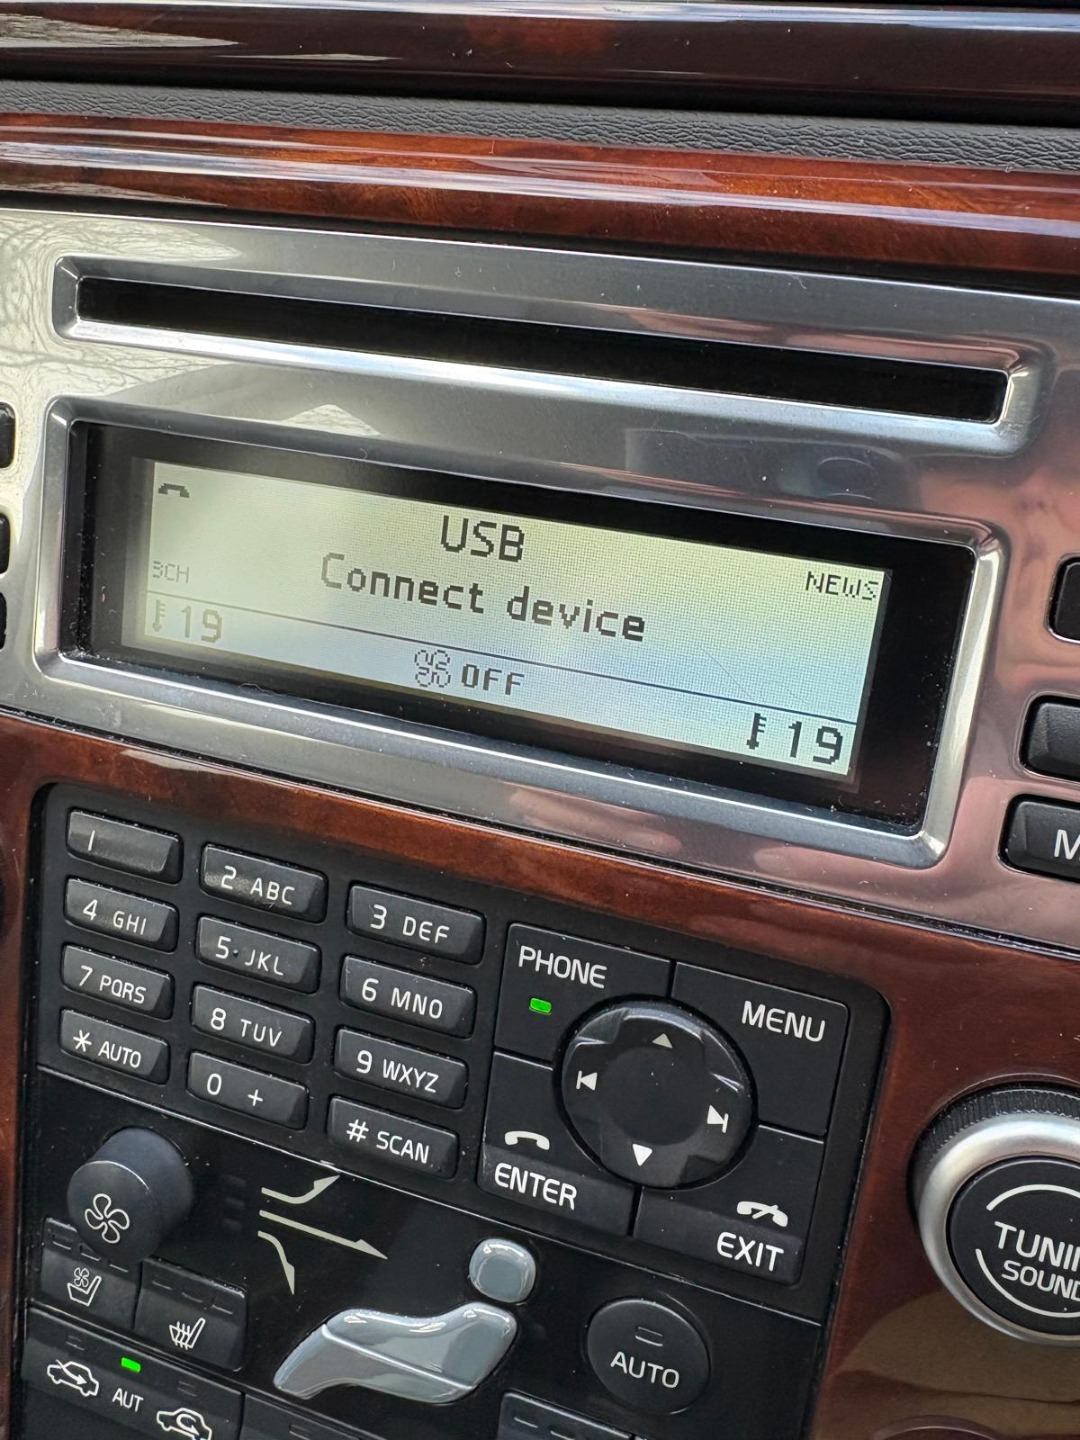 USB
Connect device
3CH
NEWS
19
OFF
19
1
2 ABC
3 DEF
4 GHI
5 JKL
6 MNO
7 PQRS
8 TUV
9 WXYZ
* AUTO
0 +
# SCAN
PHONE
MENU
ENTER
EXIT
SOUND
AUTO
AUT